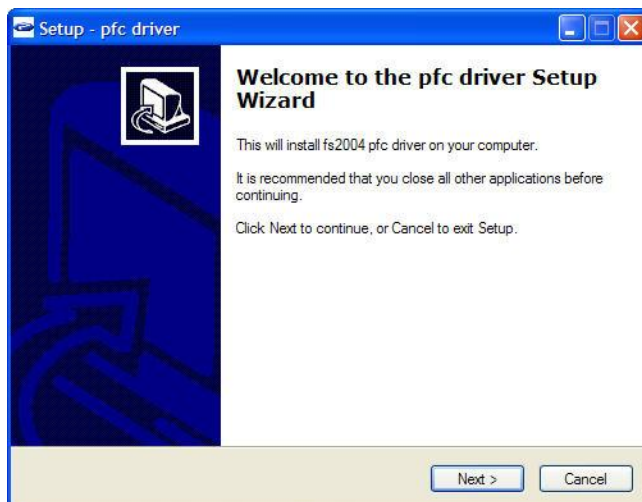 Setup - pfc driver
Welcome to the pfc driver Setup
Wizard
This will install fs2004 pfc driver on your computer.
It is recommended that you close all other applications before
continuing.
Click Next to continue, or Cancel to exit Setup.
Next >
Cancel